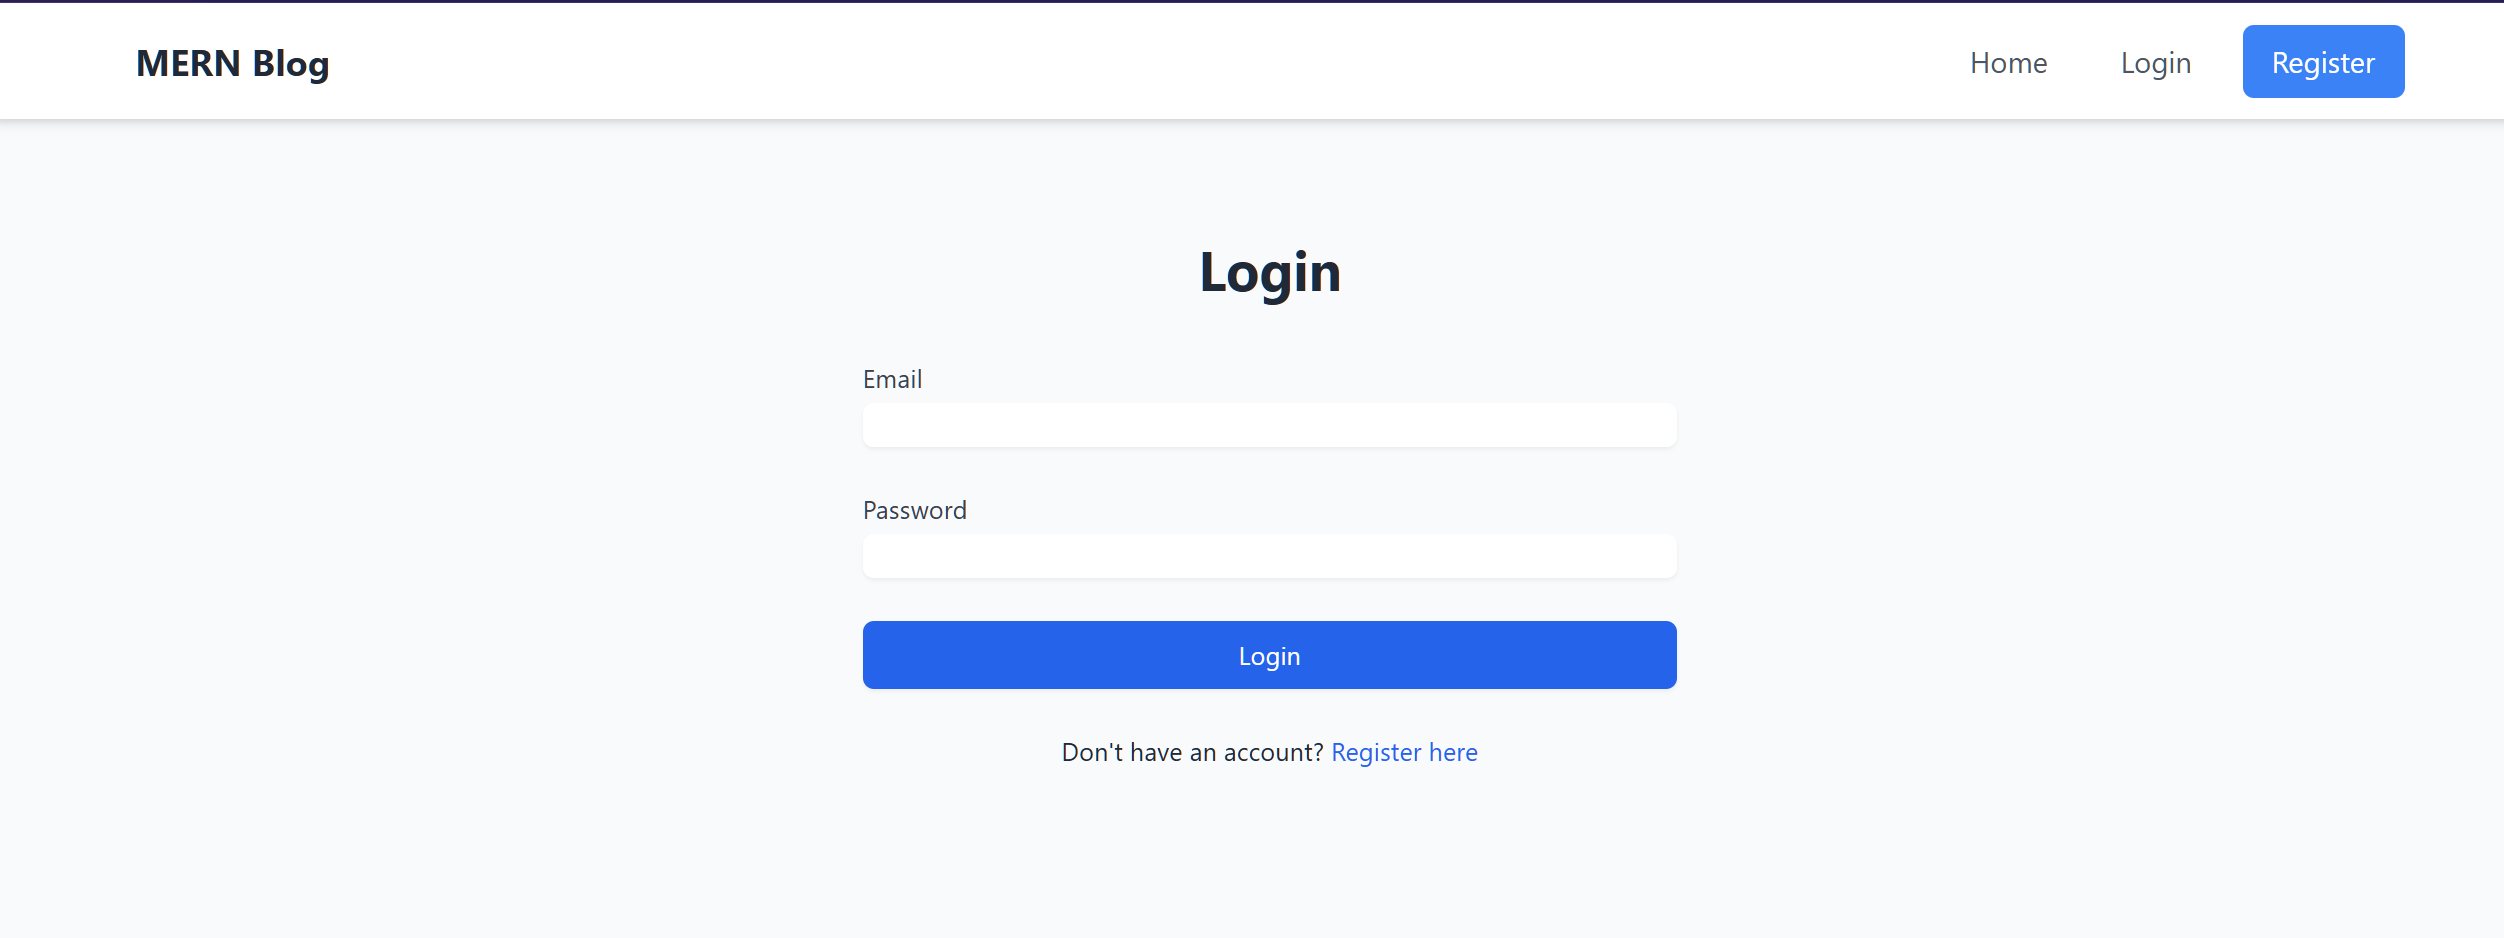 MERN Blog
Home
Login
Register
Login
Email
Password
Login
Don't have an account? Register here